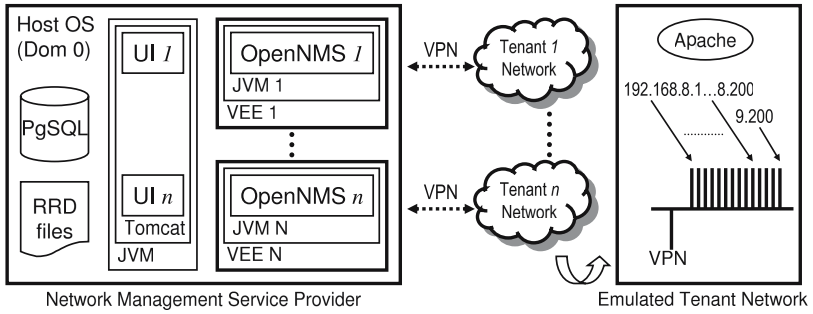 Host OS
(Dom 0)
PgSQL
RRD
files
UI 1
UI n
Tomcat
JVM
OpenNMS 1
JVM 1
VEE 1
OpenNMS n
JVM N
VEE N
Network Management Service Provider
VPN
Tenant 1
Network
VPN
Tenant n
Network
Apache
192.168.8.1...8.200
9.200
VPN
Emulated Tenant Network